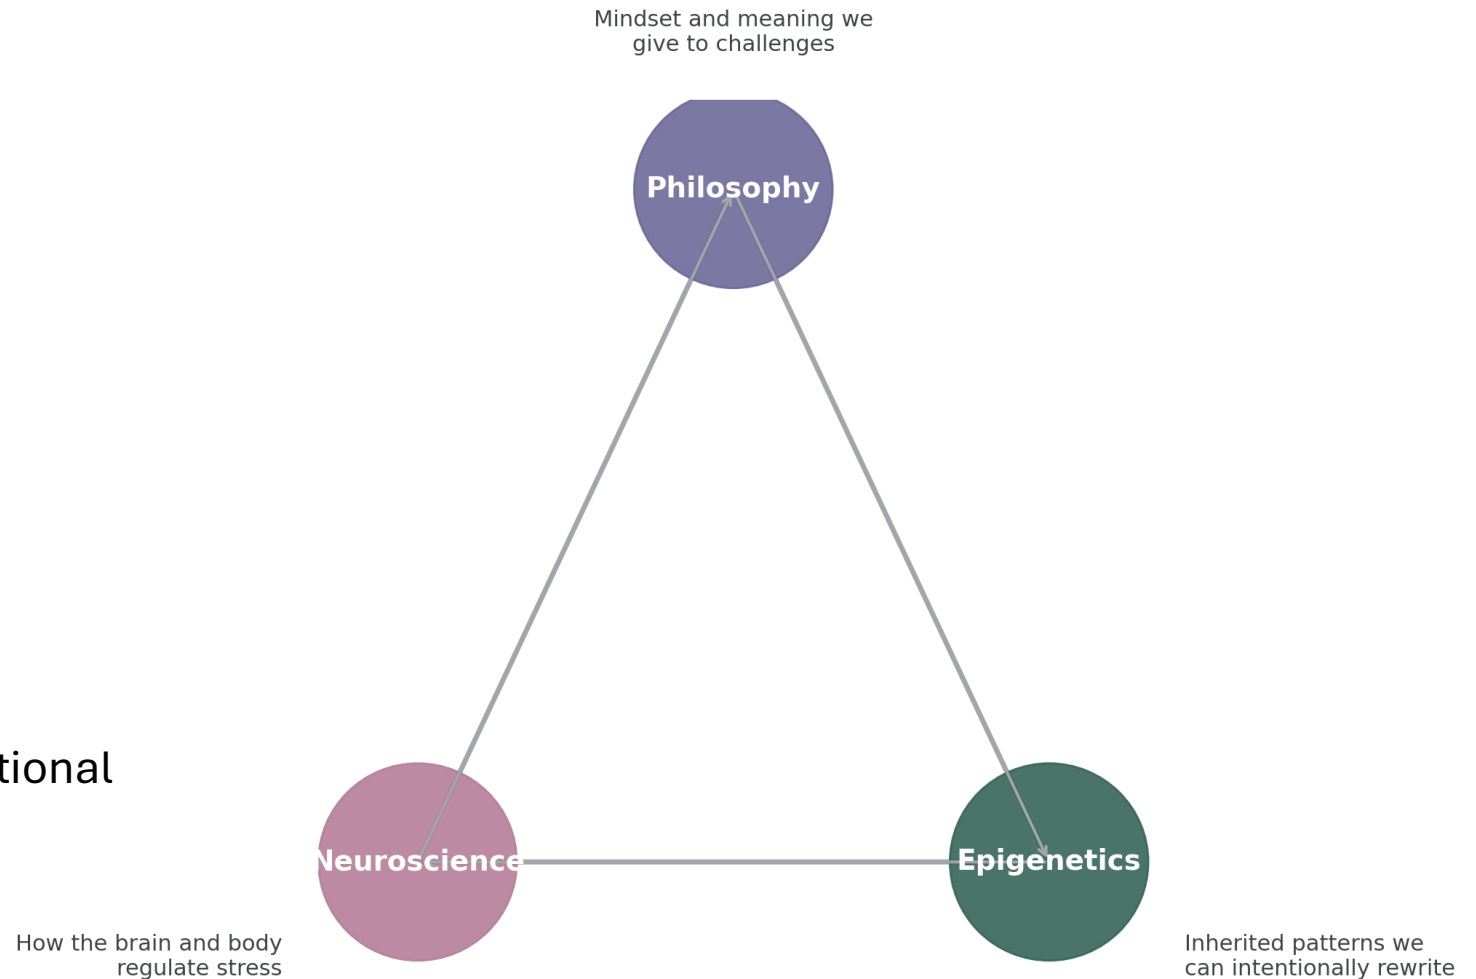 Mindset and meaning we
give to challenges
Philosophy
tional
Neuroscience
Epigenetics
How the brain and body
regulate stress
Inherited patterns we
can intentionally rewrite